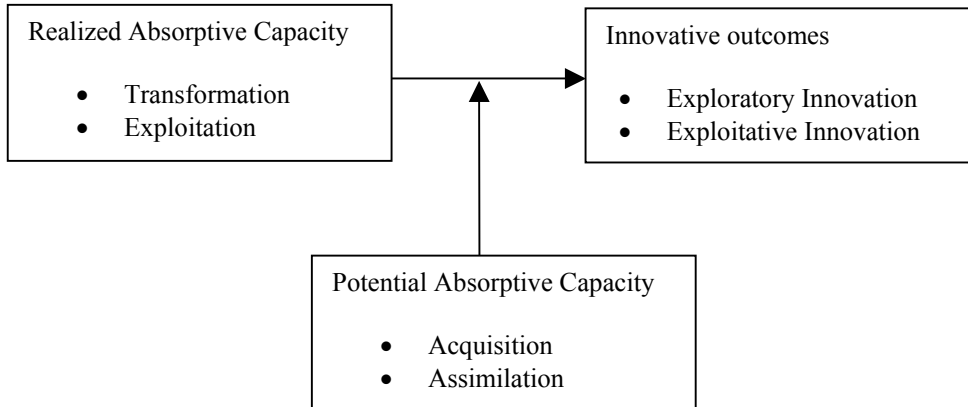 Realized Absorptive Capacity
• Transformation
• Exploitation
Innovative outcomes
• Exploratory Innovation
• Exploitative Innovation
Potential Absorptive Capacity
• Acquisition
• Assimilation